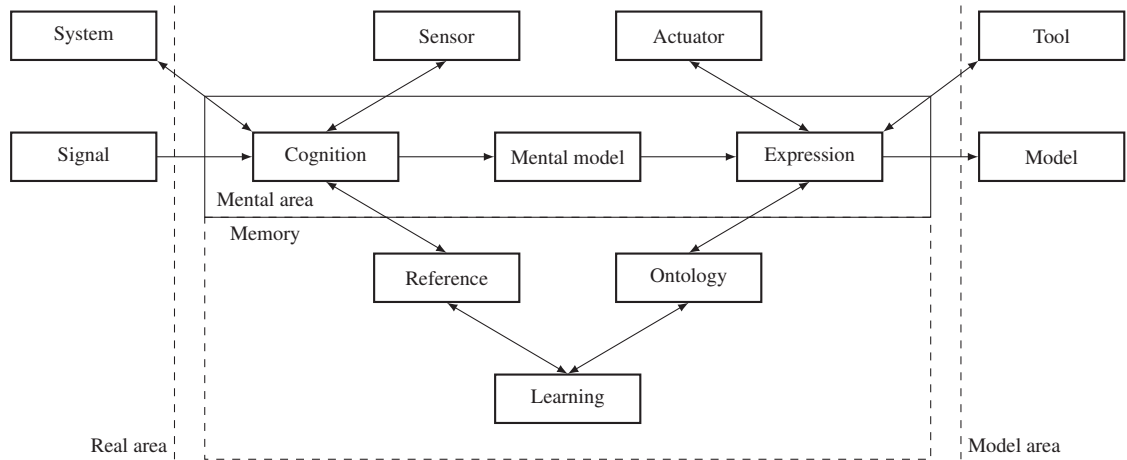 System
Sensor
Actuator
Tool
Signal
Cognition
Mental model
Expression
Model
Mental area
Memory
Reference
Ontology
Learning
Real area
Model area